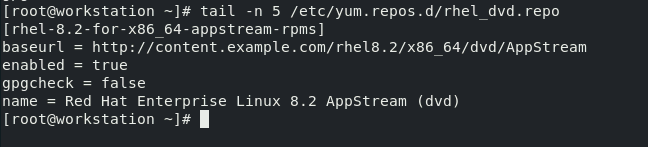 [root@workstation ~]# tail -n 5 /etc/yum.repos.d/rhel_dvd.repo
[rhel-8.2-for-x86_64-appstream-rpms]
baseurl = http://content.example.com/rhel8.2/x86_64/dvd/AppStream
enabled = true
gpgcheck = false
name = Red Hat Enterprise Linux 8.2 AppStream (dvd)
[root@workstation ~]#